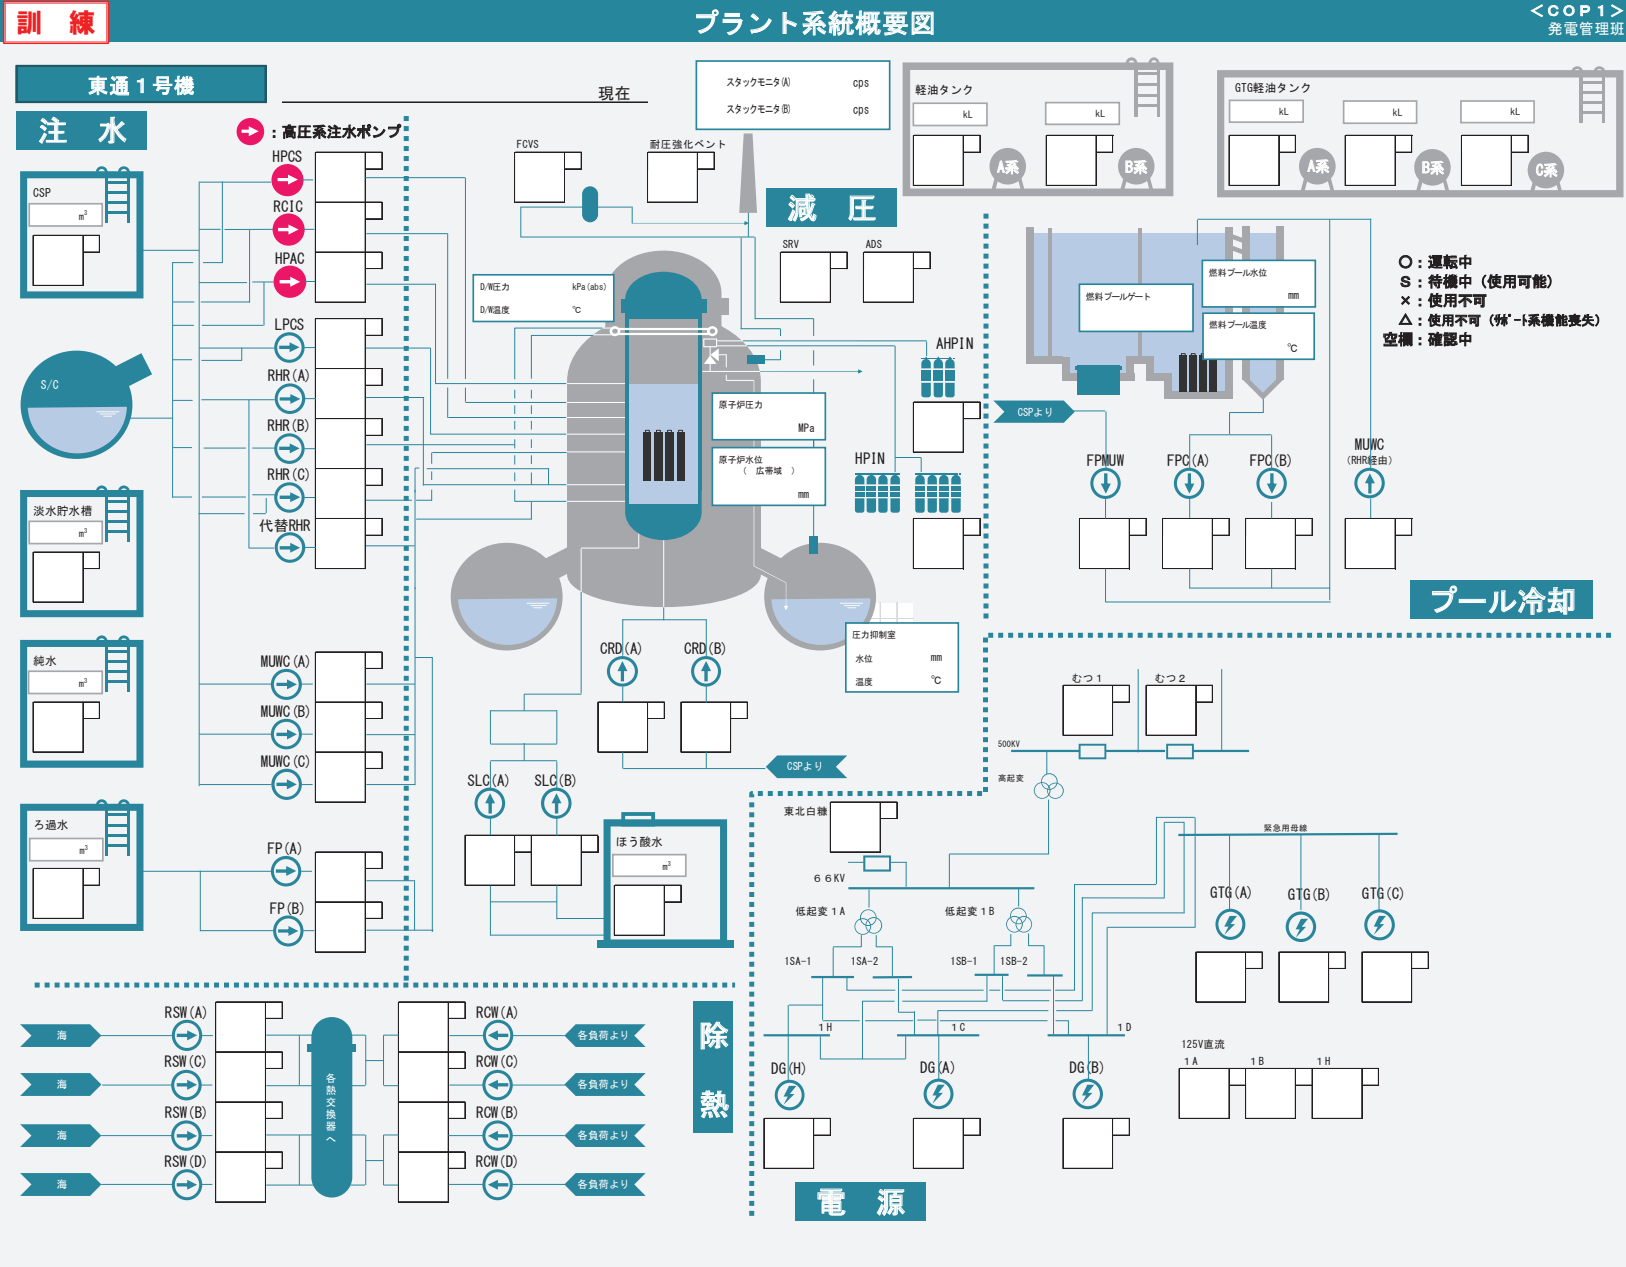 訓　練
プラント系統概要図
＜ＣＯＰ１＞
発電管理班
東通１号機
現在
注　水
：高圧系注水ポンプ
HPCS
RCIC
HPAC
LPCS
RHR(A)
RHR(B)
RHR(C)
代替RHR
MUWC(A)
MUWC(B)
MUWC(C)
FP(A)
FP(B)
CSP
m³
S/C
淡水貯水槽
m³
純水
m³
ろ過水
m³
スタックモニタ(A)　cps
スタックモニタ(B)　cps
FCVS
耐圧強化ベント
減　圧
SRV
ADS
D/W圧力　kPa(abs)
D/W温度　℃
AHPIN
HPIN
原子炉圧力
MPa
原子炉水位
（　広帯域　）
mm
圧力抑制室
水位　mm
温度　℃
CRD(A)
CRD(B)
CSPより
SLC(A)
SLC(B)
ほう酸水
m³
軽油タンク
kL
kL
A系
B系
GTG軽油タンク
kL
kL
kL
A系
B系
C系
燃料プール水位
mm
燃料プールゲート
燃料プール温度
℃
○：運転中
S：待機中（使用可能）
×：使用不可
△：使用不可（ｻﾎﾟｰﾄ系機能喪失）
空欄：確認中
CSPより
FPMUW
FPC(A)
FPC(B)
MUWC
(RHR経由)
プール冷却
むつ１
むつ２
500KV
高起変
東北白糠
６６KV
低起変１A
低起変１B
1SA-1
1SA-2
1SB-1
1SB-2
１H
１C
１D
DG(H)
DG(A)
DG(B)
緊急用母線
GTG(A)
GTG(B)
GTG(C)
125V直流
１A
１B
１H
電　源
除
熱
海
海
海
海
RSW(A)
RSW(C)
RSW(B)
RSW(D)
各熱交換器へ
RCW(A)
RCW(C)
RCW(B)
RCW(D)
各負荷より
各負荷より
各負荷より
各負荷より